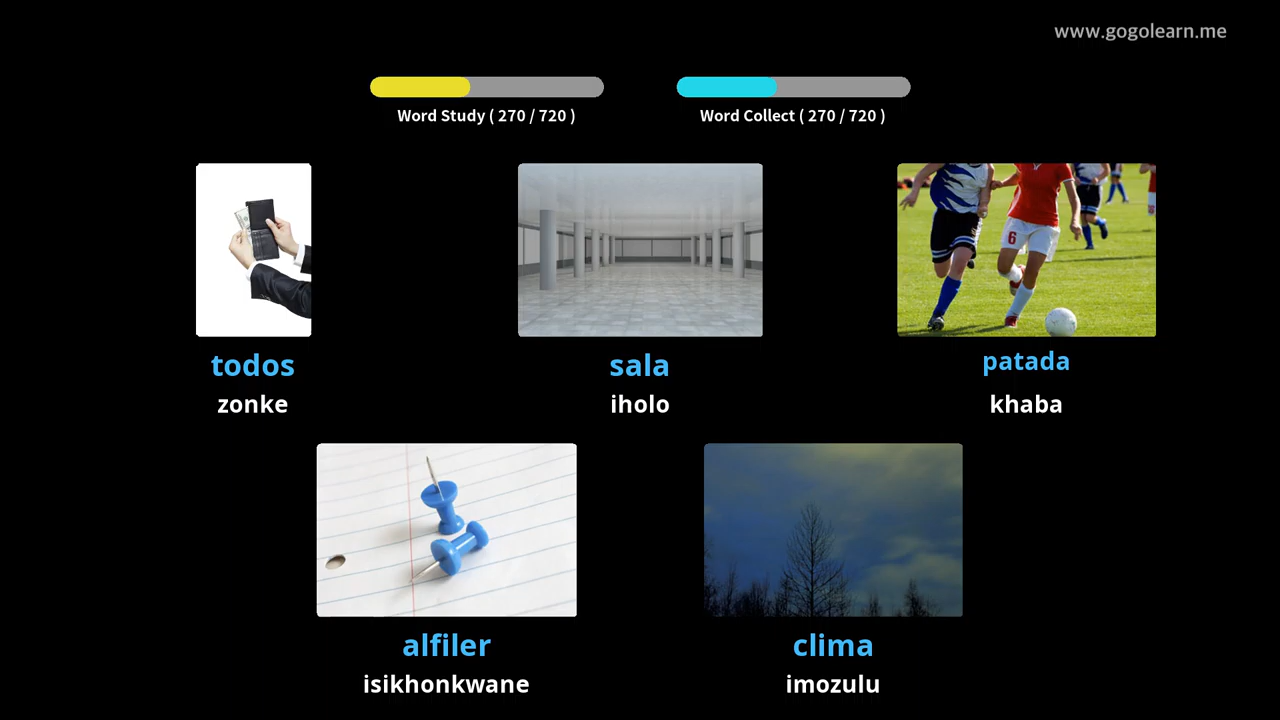 www.gogolearn.me
Word Study ( 270 / 720 )
Word Collect ( 270 / 720 )
6
todos
zonke
sala
iholo
patada
khaba
alfiler
isikhonkwane
clima
imozulu